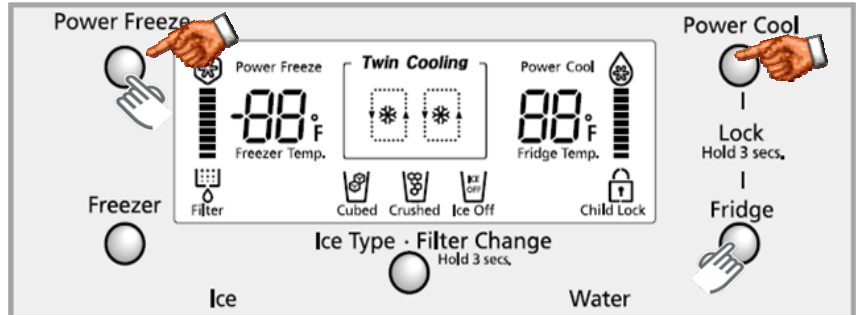 Power Freeze
Power Cool
Power Freeze
Twin Cooling
Power Cool
-88°F
88°F
Freezer Temp.
Fridge Temp.
Lock
Hold 3 secs.
Filter
Cubed
Crushed
ICE OFF
Ice Off
Child Lock
Freezer
Fridge
Ice Type · Filter Change
Hold 3 secs.
Ice
Water